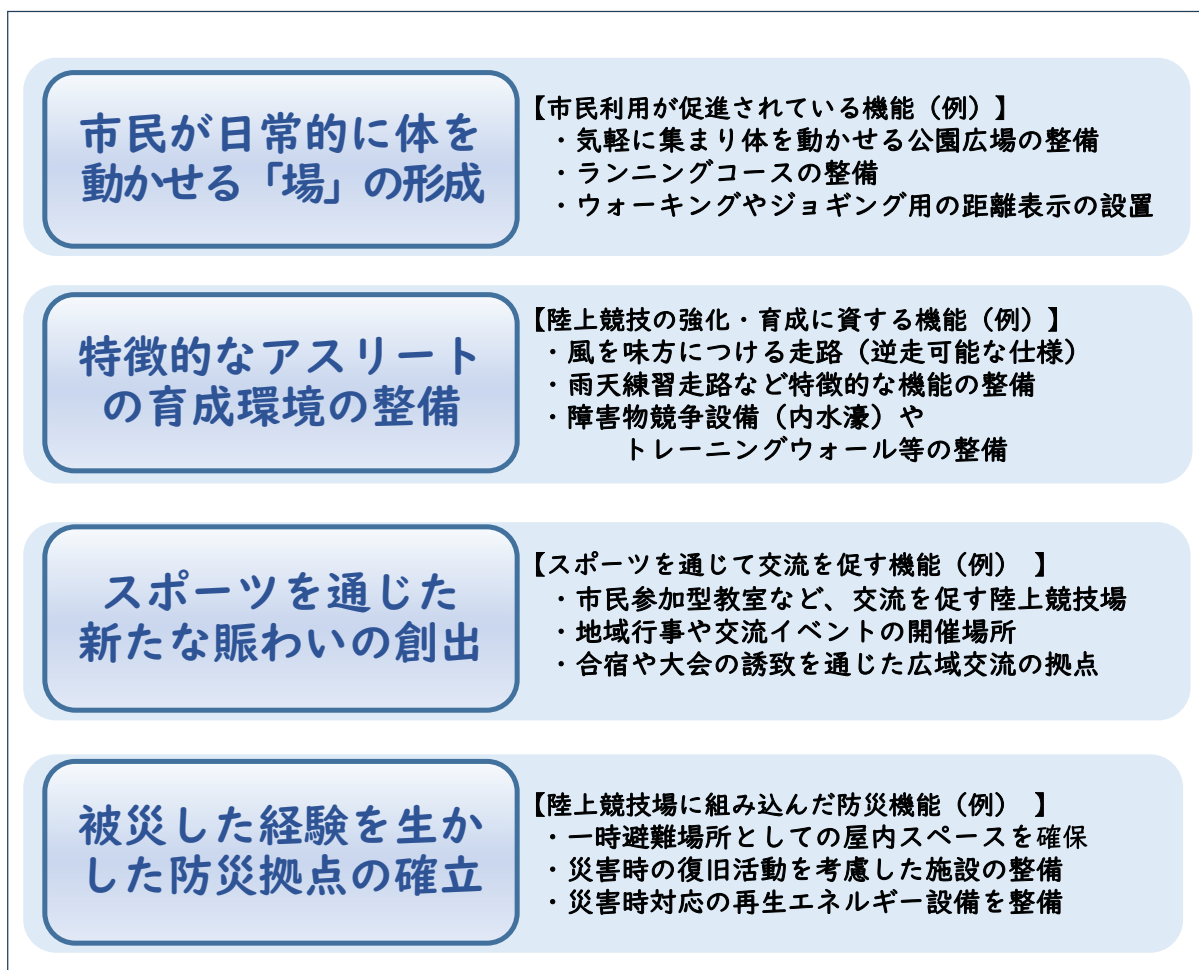 市民が日常的に体を
動かせる「場」の形成
【市民利用が促進されている機能（例）】
・気軽に集まり体を動かせる公園広場の整備
・ランニングコースの整備
・ウォーキングやジョギング用の距離表示の設置
特徴的なアスリート
の育成環境の整備
【陸上競技の強化・育成に資する機能（例）】
・風を味方につける走路（逆走可能な仕様）
・雨天練習走路など特徴的な機能の整備
・障害物競争設備（内水濠）や
トレーニングウォール等の整備
スポーツを通じた
新たな賑わいの創出
【スポーツを通じて交流を促す機能（例）　】
・市民参加型教室など、交流を促す陸上競技場
・地域行事や交流イベントの開催場所
・合宿や大会の誘致を通じた広域交流の拠点
被災した経験を生か
した防災拠点の確立
【陸上競技場に組み込んだ防災機能（例）　】
・一時避難場所としての屋内スペースを確保
・災害時の復旧活動を考慮した施設の整備
・災害時対応の再生エネルギー設備を整備